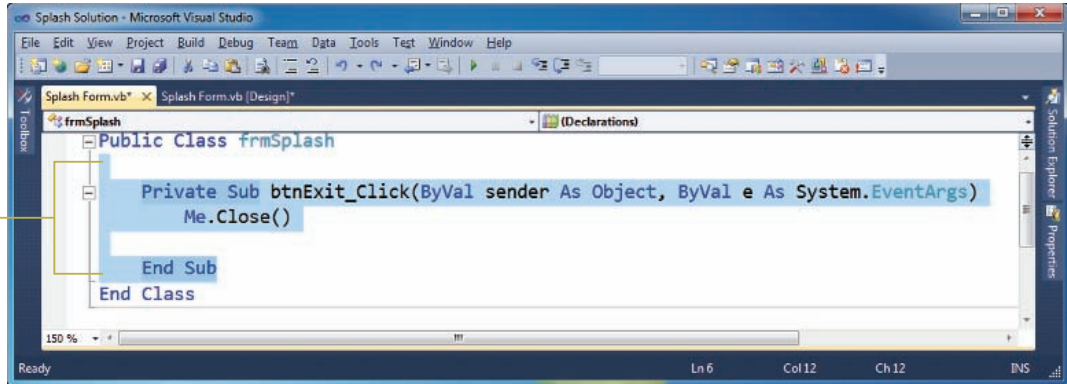 Splash Solution - Microsoft Visual Studio
File Edit View Project Build Debug Team Data Tools Test Window Help
Toolbox
Splash Form.vb* Splash Form.vb [Design]*
frmSplash (Declarations)
Public Class frmSplash
Private Sub btnExit_Click(ByVal sender As Object, ByVal e As System.EventArgs)
Me.Close()
End Sub
End Class
150 %
Solution Explorer
Properties
Ready Ln 6 Col 12 Ch 12 INS